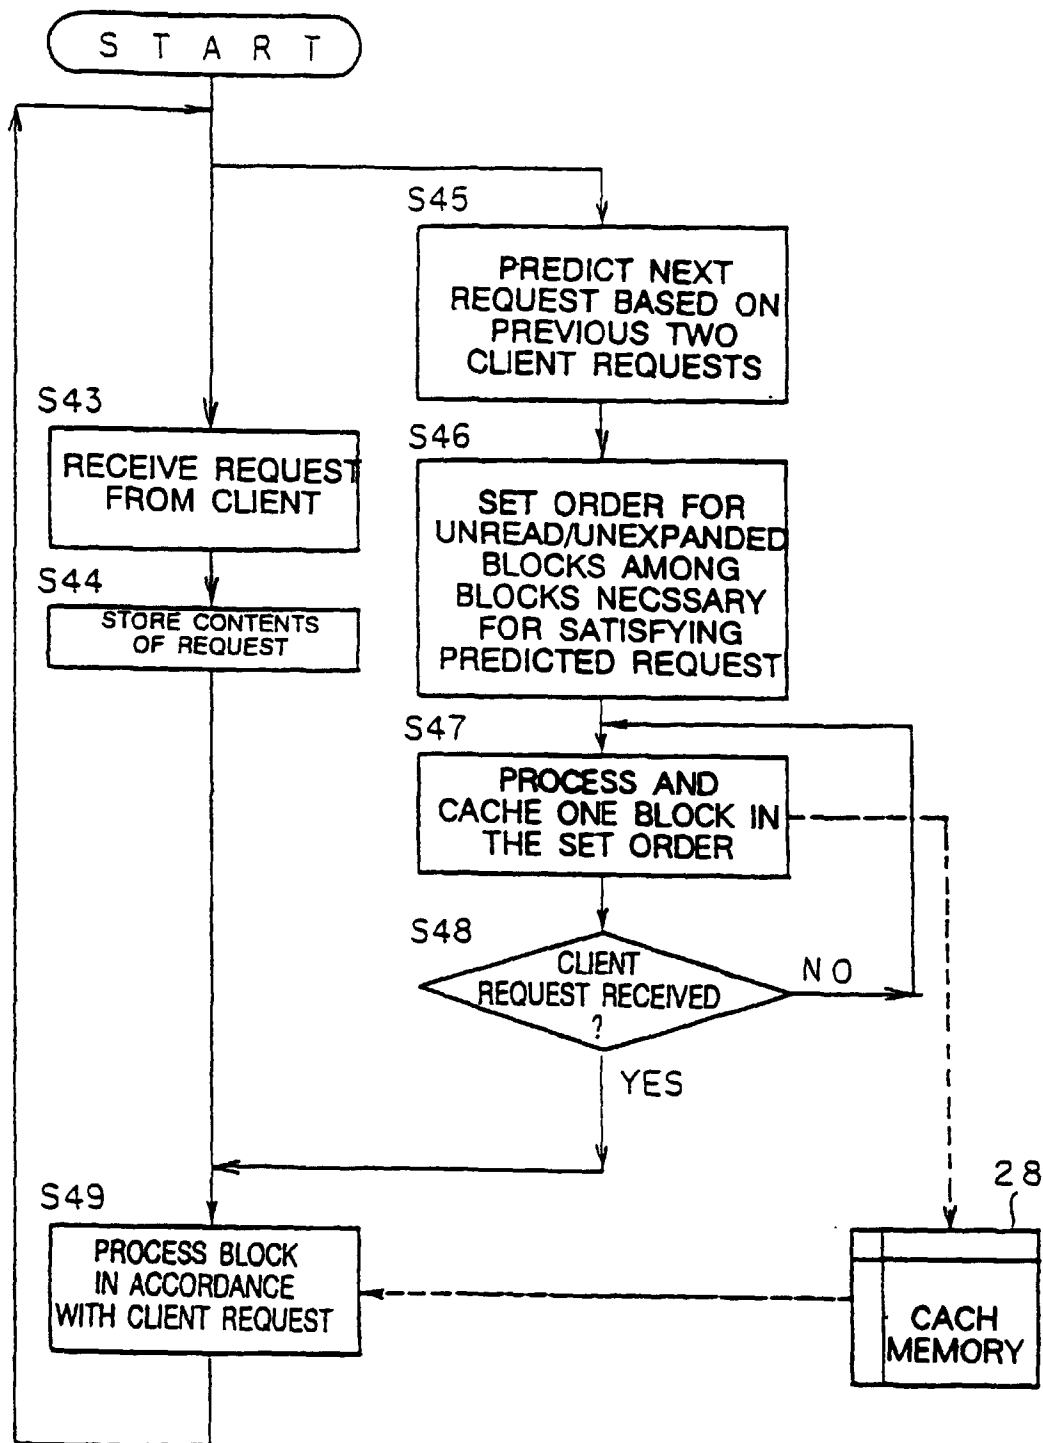 START
S45
PREDICT NEXT
REQUEST BASED ON
PREVIOUS TWO
CLIENT REQUESTS
S43
RECEIVE REQUEST
FROM CLIENT
S46
SET ORDER FOR
UNREAD/UNEXPANDED
BLOCKS AMONG
BLOCKS NECSSARY
FOR SATISFYING
PREDICTED REQUEST
S44
STORE CONTENTS
OF REQUEST
S47
PROCESS AND
CACHE ONE BLOCK IN
THE SET ORDER
S48
CLIENT
REQUEST RECEIVED
?
NO
YES
S49
PROCESS BLOCK
IN ACCORDANCE
WITH CLIENT REQUEST
28
CACH
MEMORY